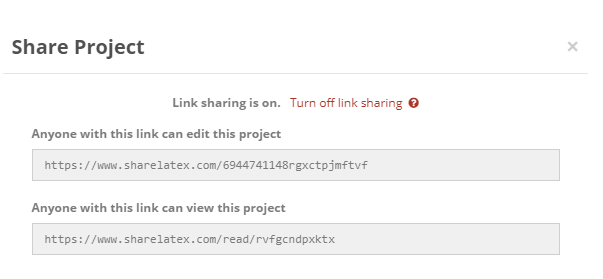 Share Project ×
Link sharing is on. Turn off link sharing ?
Anyone with this link can edit this project
https://www.sharelatex.com/6944741148rgxctpjmftvf
Anyone with this link can view this project
https://www.sharelatex.com/read/rvfgcndpxktx